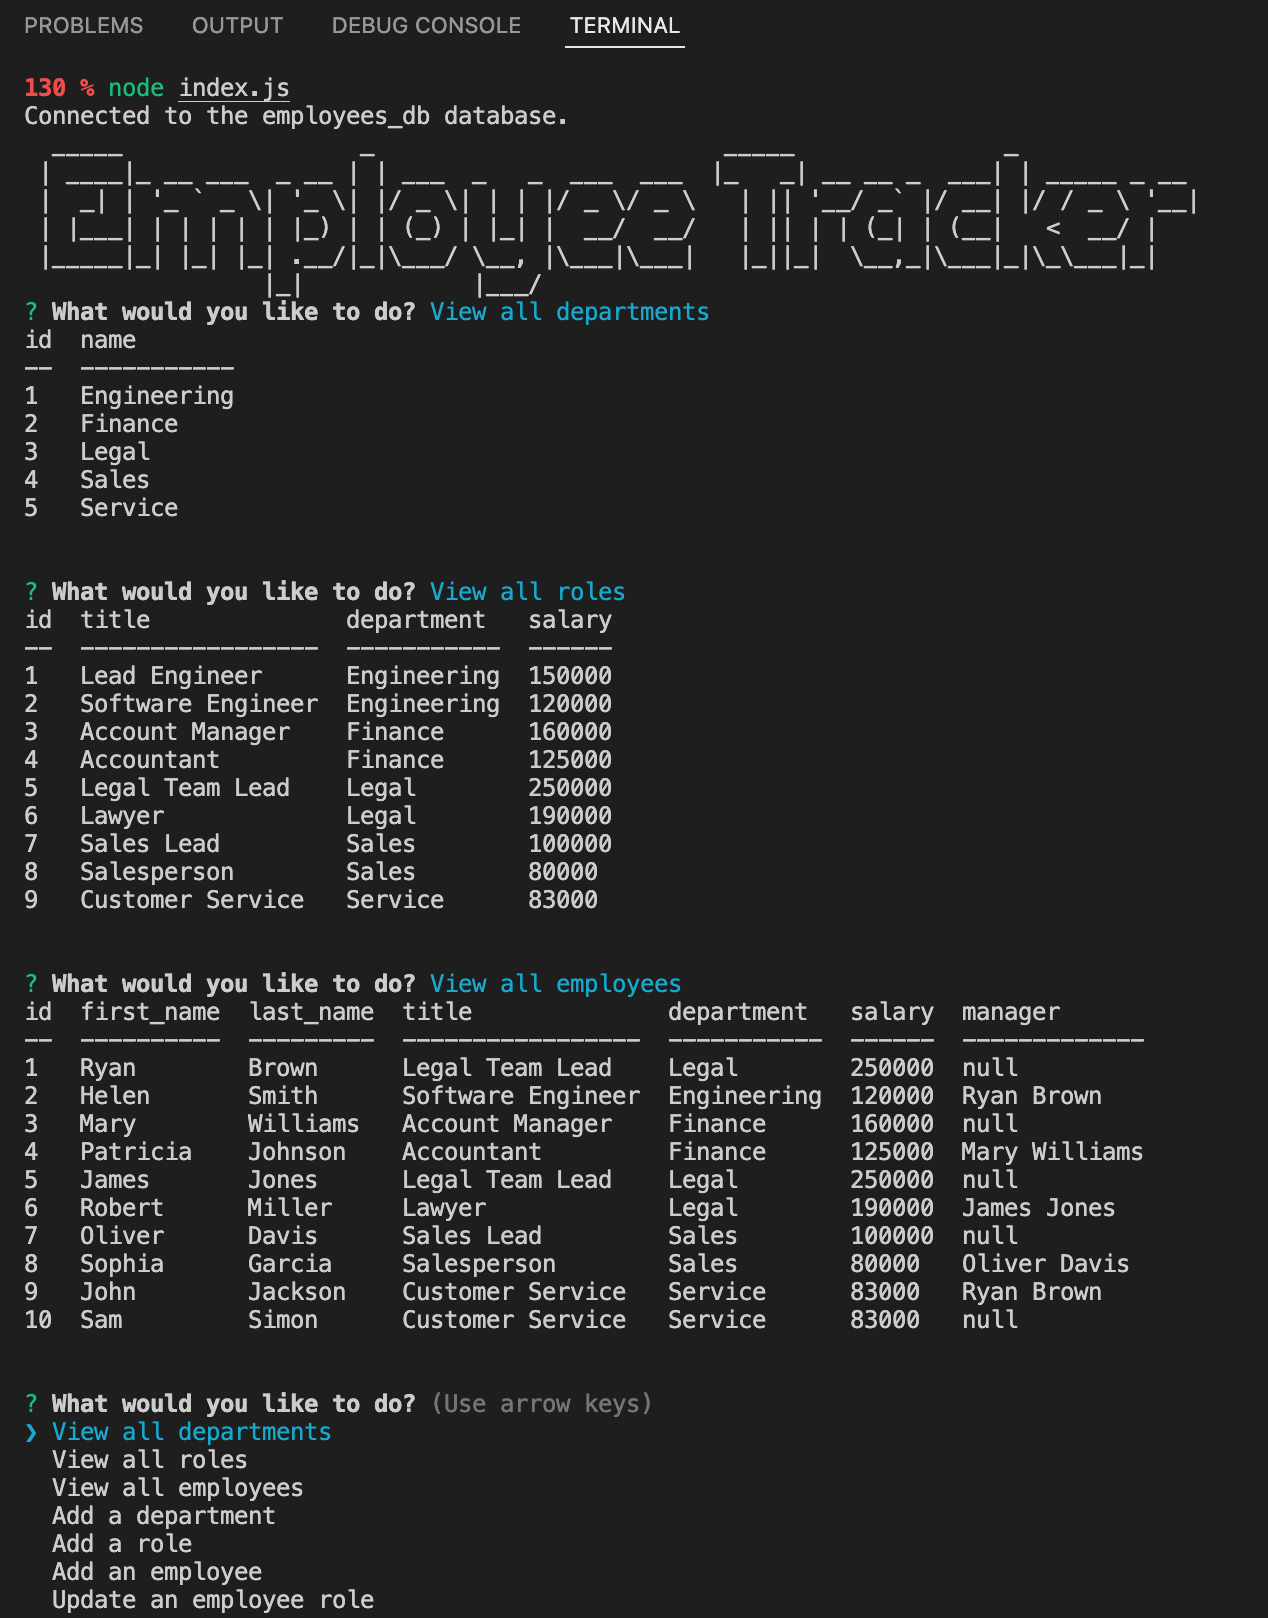 PROBLEMS OUTPUT DEBUG CONSOLE TERMINAL
130 % node index.js
Connected to the employees_db database.
Employee Tracker
? What would you like to do? View all departments
id  name
--  -----------
1   Engineering
2   Finance
3   Legal
4   Sales
5   Service
? What would you like to do? View all roles
id  title              department   salary
--  -----------------  -----------  ------
1   Lead Engineer      Engineering  150000
2   Software Engineer  Engineering  120000
3   Account Manager    Finance      160000
4   Accountant         Finance      125000
5   Legal Team Lead    Legal        250000
6   Lawyer             Legal        190000
7   Sales Lead         Sales        100000
8   Salesperson        Sales        80000
9   Customer Service   Service      83000
? What would you like to do? View all employees
id  first_name  last_name  title              department   salary  manager
--  ----------  ---------  -----------------  -----------  ------  -------------
1   Ryan        Brown      Legal Team Lead    Legal        250000  null
2   Helen       Smith      Software Engineer  Engineering  120000  Ryan Brown
3   Mary        Williams   Account Manager    Finance      160000  null
4   Patricia    Johnson    Accountant         Finance      125000  Mary Williams
5   James       Jones      Legal Team Lead    Legal        250000  null
6   Robert      Miller     Lawyer             Legal        190000  James Jones
7   Oliver      Davis      Sales Lead         Sales        100000  null
8   Sophia      Garcia     Salesperson        Sales        80000   Oliver Davis
9   John        Jackson    Customer Service   Service      83000   Ryan Brown
10  Sam         Simon      Customer Service   Service      83000   null
? What would you like to do? (Use arrow keys)
❯ View all departments
View all roles
View all employees
Add a department
Add a role
Add an employee
Update an employee role